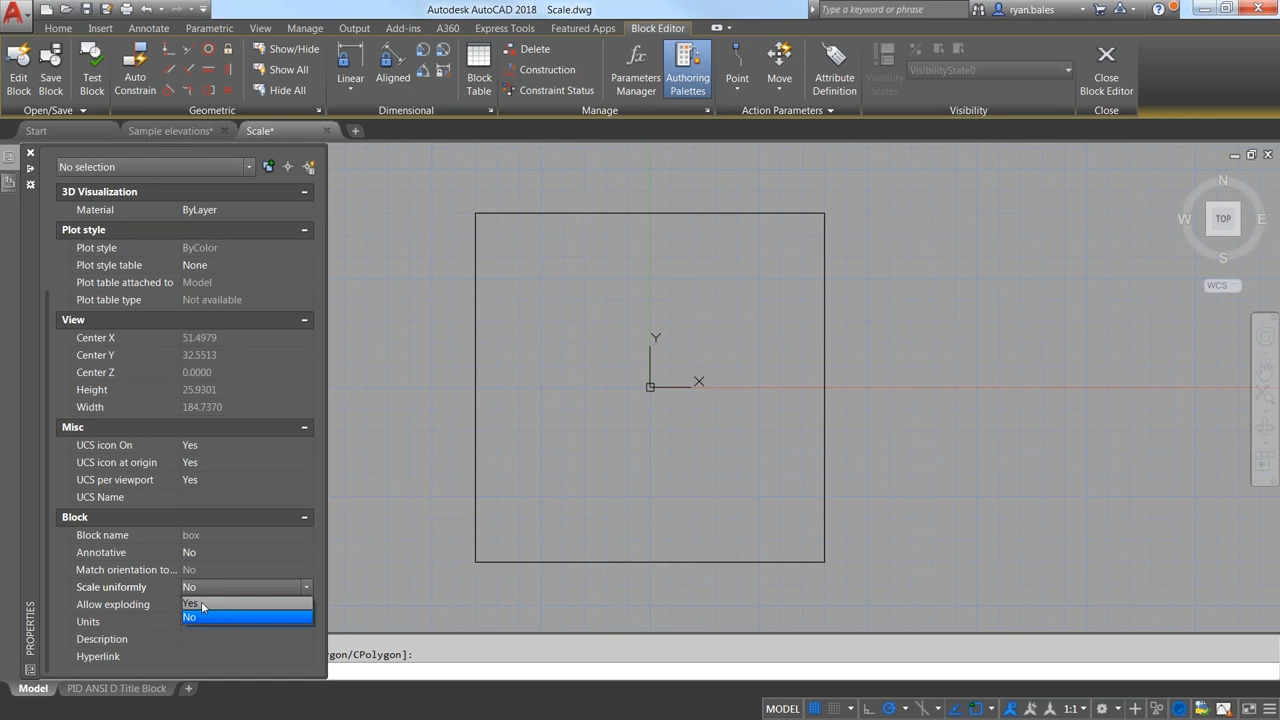 Autodesk AutoCAD 2018 Scale.dwg
Type a keyword or phrase
ryan.bales
Home Insert Annotate Parametric View Manage Output Add-ins A360 Express Tools Featured Apps Block Editor
Edit Block
Save Block
Test Block
Auto Constrain
Show/Hide
Show All
Hide All
Linear
Aligned
Block Table
Delete
Construction
Constraint Status
Parameters Manager
Authoring Palettes
Point
Move
Attribute Definition
Visibility States
VisibilityState0
Close Block Editor
Open/Save
Geometric
Dimensional
Manage
Action Parameters
Visibility
Close
Start
Sample elevations*
Scale*
No selection
3D Visualization
Material ByLayer
Plot style
Plot style ByColor
Plot style table None
Plot table attached to Model
Plot table type Not available
View
Center X 51.4979
Center Y 32.5513
Center Z 0.0000
Height 25.9301
Width 184.7370
Misc
UCS icon On Yes
UCS icon at origin Yes
UCS per viewport Yes
UCS Name
Block
Block name box
Annotative No
Match orientation to... No
Scale uniformly No
Allow exploding Yes
Units No
Description
Hyperlink
PROPERTIES
Y
X
N
W TOP E
S
WCS
ygon/CPolygon]:
Model PID ANSI D Title Block
MODEL 1:1